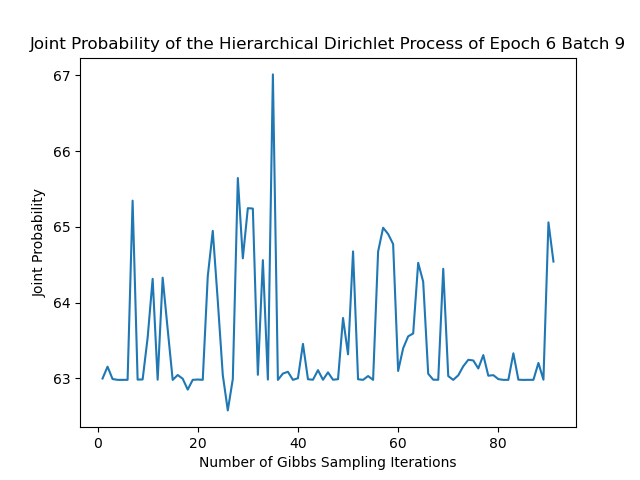 Joint Probability of the Hierarchical Dirichlet Process of Epoch 6 Batch 9
67
66
65
64
63
Joint Probability
0 20 40 60 80
Number of Gibbs Sampling Iterations